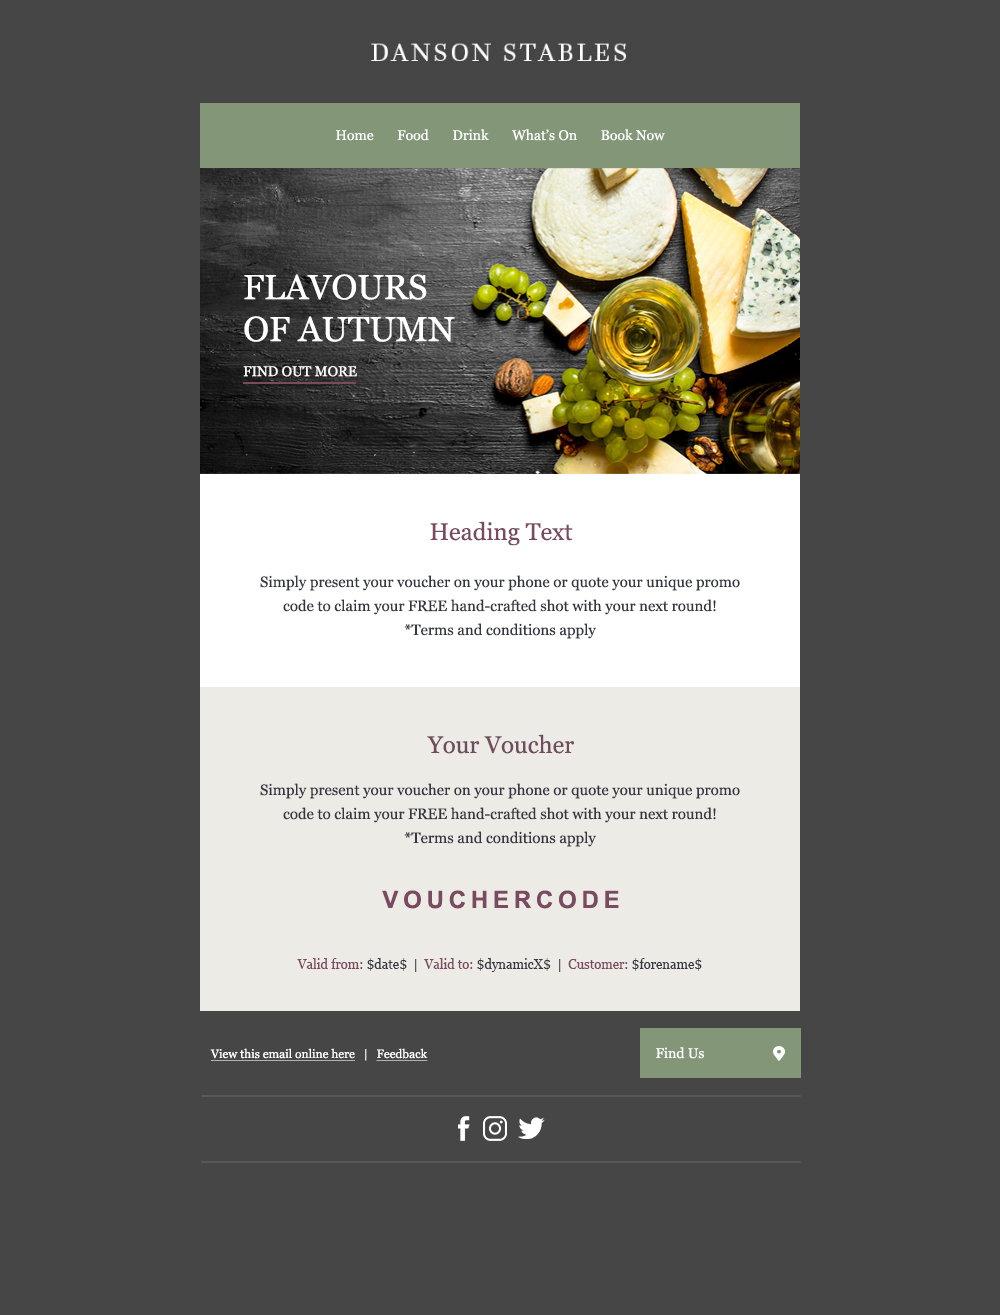 DANSON STABLES
Home Food Drink What's On Book Now
FLAVOURS
OF AUTUMN
FIND OUT MORE
Heading Text
Simply present your voucher on your phone or quote your unique promo
code to claim your FREE hand-crafted shot with your next round!
*Terms and conditions apply
Your Voucher
Simply present your voucher on your phone or quote your unique promo
code to claim your FREE hand-crafted shot with your next round!
*Terms and conditions apply
VOUCHERCODE
Valid from: $date$ | Valid to: $dynamicX$ | Customer: $forename$
View this email online here | Feedback
Find Us